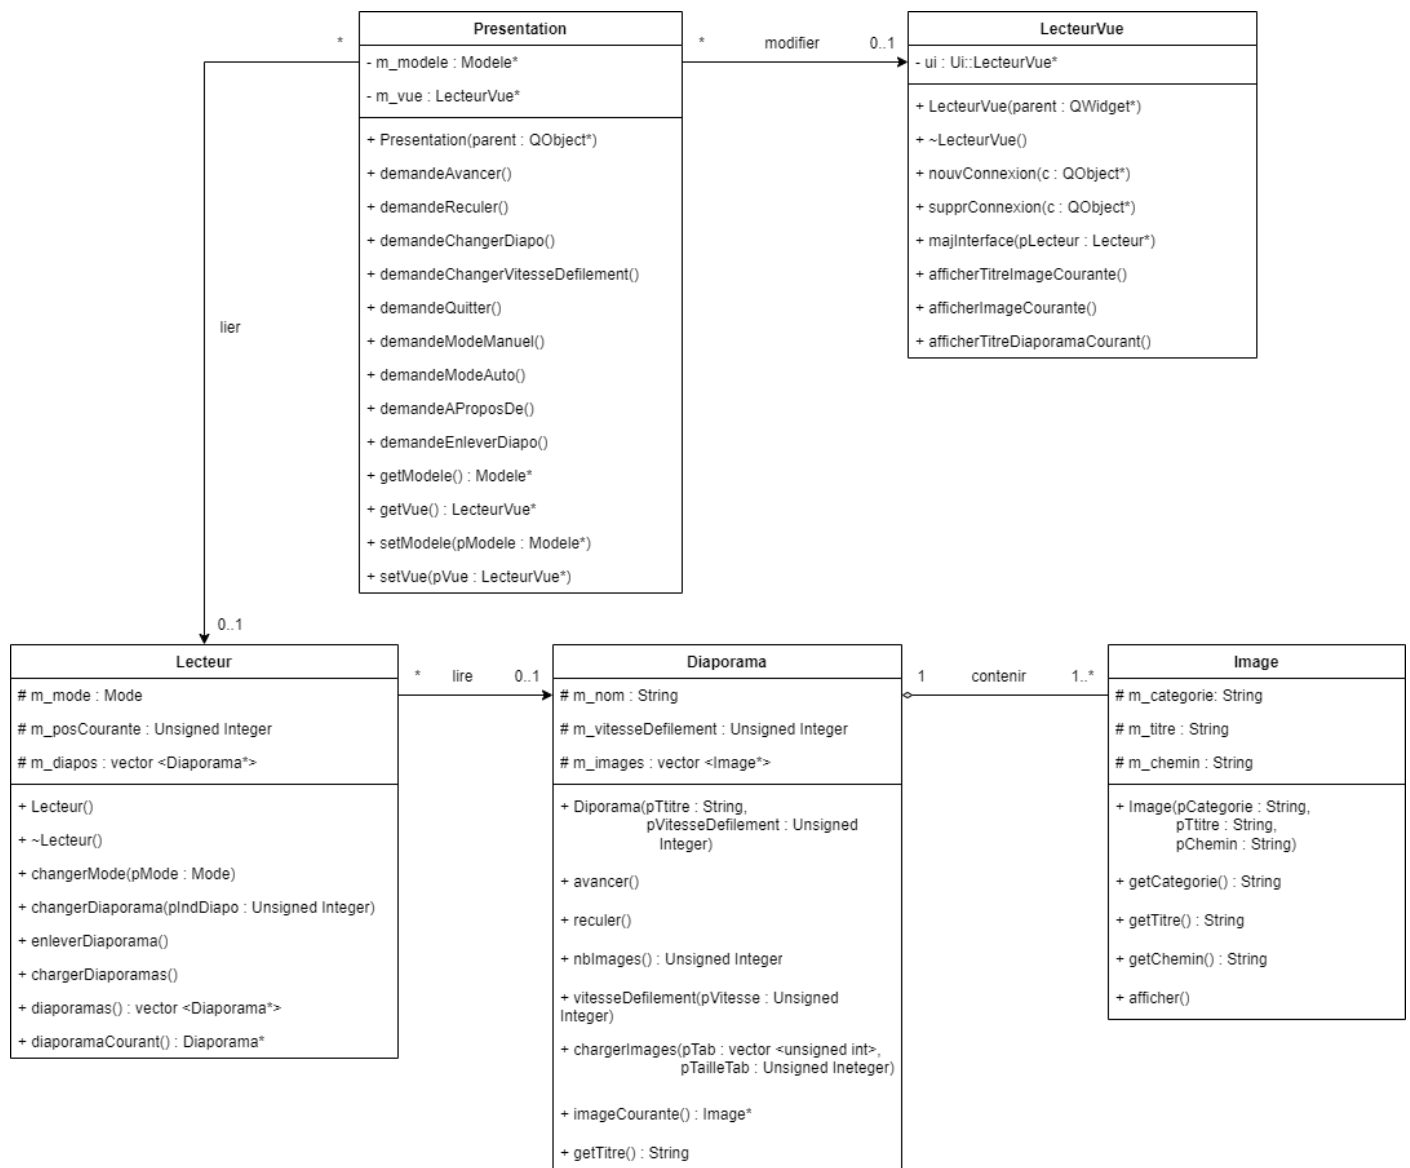 Presentation
- m_modele : Modele*
- m_vue : LecteurVue*
+ Presentation(parent : QObject*)
+ demandeAvancer()
+ demandeReculer()
+ demandeChangerDiapo()
+ demandeChangerVitesseDefilement()
+ demandeQuitter()
+ demandeModeManuel()
+ demandeModeAuto()
+ demandeAProposDe()
+ demandeEnleverDiapo()
+ getModele() : Modele*
+ getVue() : LecteurVue*
+ setModele(pModele : Modele*)
+ setVue(pVue : LecteurVue*)
* modifier 0..1
LecteurVue
- ui : Ui::LecteurVue*
+ LecteurVue(parent : QWidget*)
+ ~LecteurVue()
+ nouvConnexion(c : QObject*)
+ supprConnexion(c : QObject*)
+ majInterface(pLecteur : Lecteur*)
+ afficherTitreImageCourante()
+ afficherImageCourante()
+ afficherTitreDiaporamaCourant()
*
lier
0..1
Lecteur
# m_mode : Mode
# m_posCourante : Unsigned Integer
# m_diapos : vector <Diaporama*>
+ Lecteur()
+ ~Lecteur()
+ changerMode(pMode : Mode)
+ changerDiaporama(pIndDiapo : Unsigned Integer)
+ enleverDiaporama()
+ chargerDiaporamas()
+ diaporamas() : vector <Diaporama*>
+ diaporamaCourant() : Diaporama*
* lire 0..1
Diaporama
# m_nom : String
# m_vitesseDefilement : Unsigned Integer
# m_images : vector <Image*>
+ Diporama(pTtitre : String,
pVitesseDefilement : Unsigned
Integer)
+ avancer()
+ reculer()
+ nbImages() : Unsigned Integer
+ vitesseDefilement(pVitesse : Unsigned
Integer)
+ chargerImages(pTab : vector <unsigned int>,
pTailleTab : Unsigned Ineteger)
+ imageCourante() : Image*
+ getTitre() : String
1 contenir 1..*
Image
# m_categorie: String
# m_titre : String
# m_chemin : String
+ Image(pCategorie : String,
pTtitre : String,
pChemin : String)
+ getCategorie() : String
+ getTitre() : String
+ getChemin() : String
+ afficher()